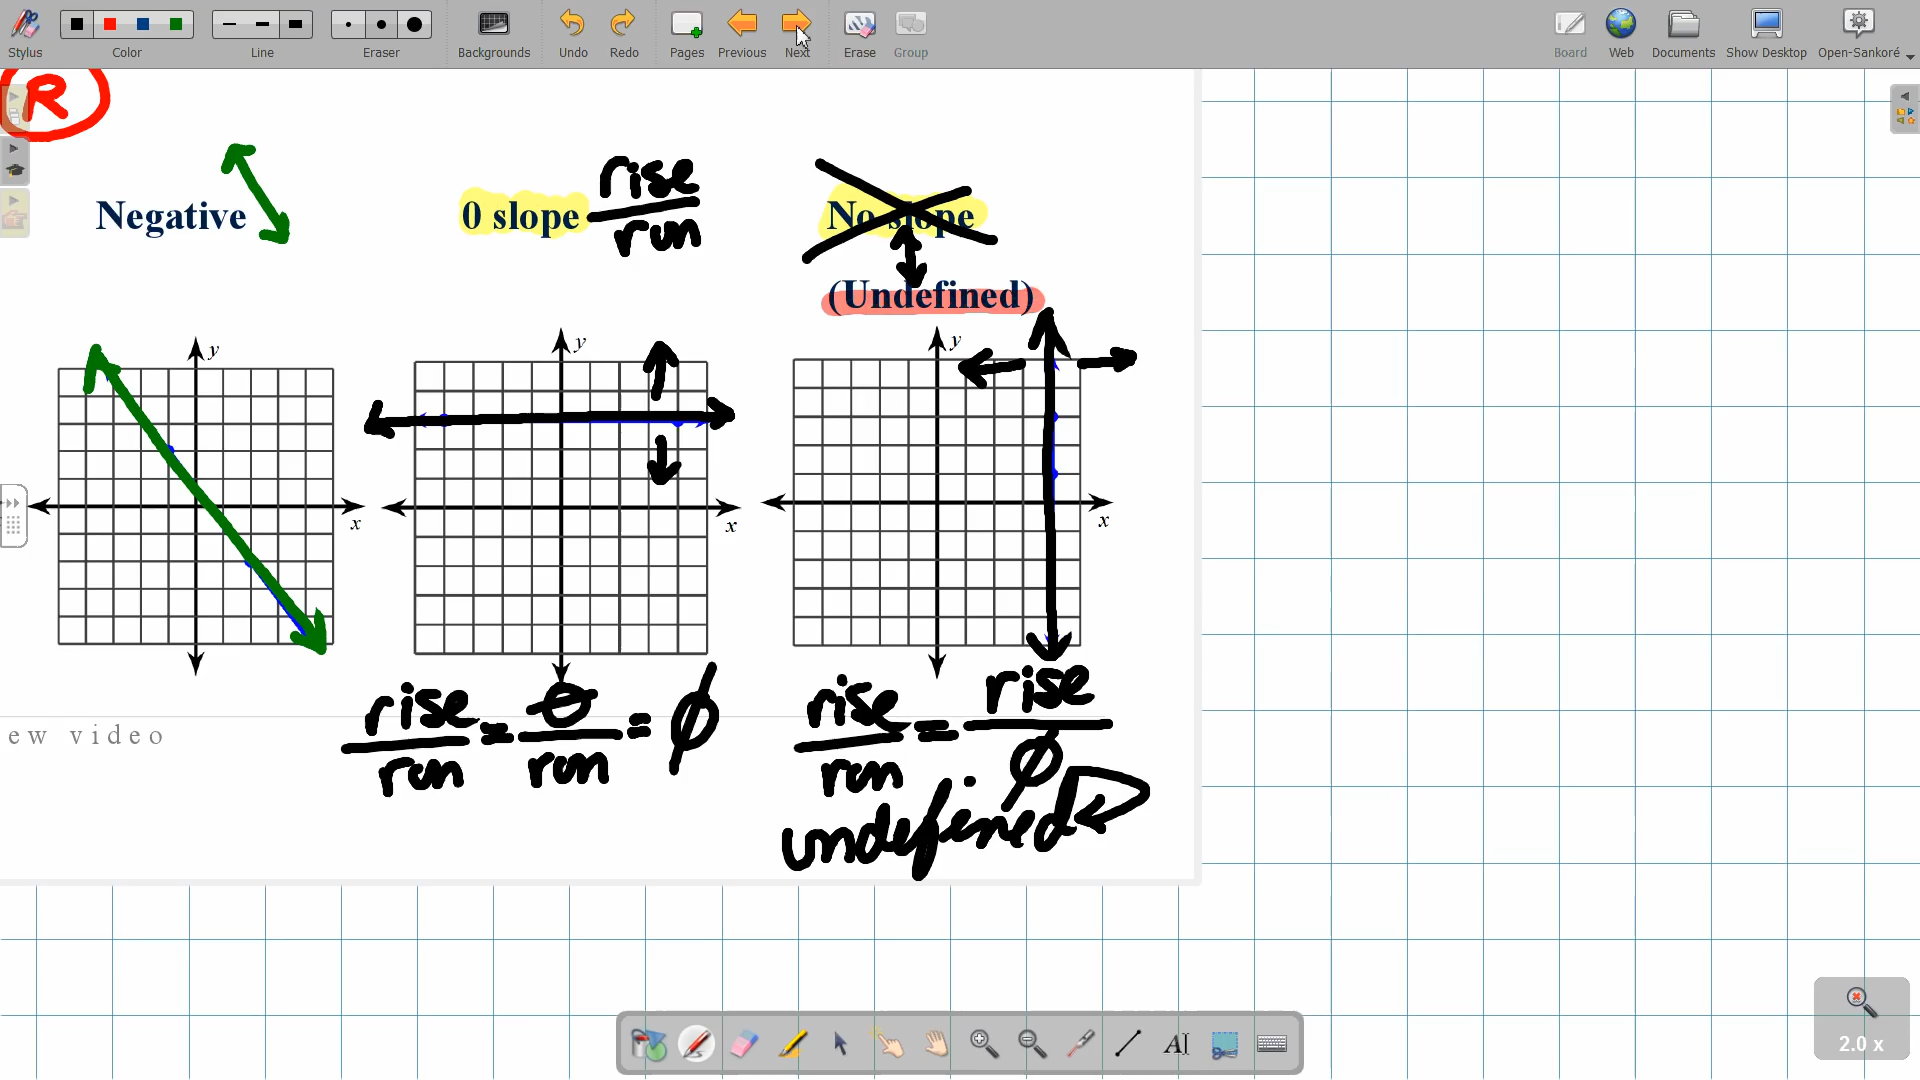 Stylus Color Line Eraser Backgrounds Undo Redo Pages Previous Next Erase Group Board Web Documents Show Desktop Open-Sankoré
R
Negative
0 slope rise
run
No slope
(Undefined)
y
x
y
x
y
x
rise = 0 = 0
run run
rise = rise
run 0
undefined
ew video
2.0 x